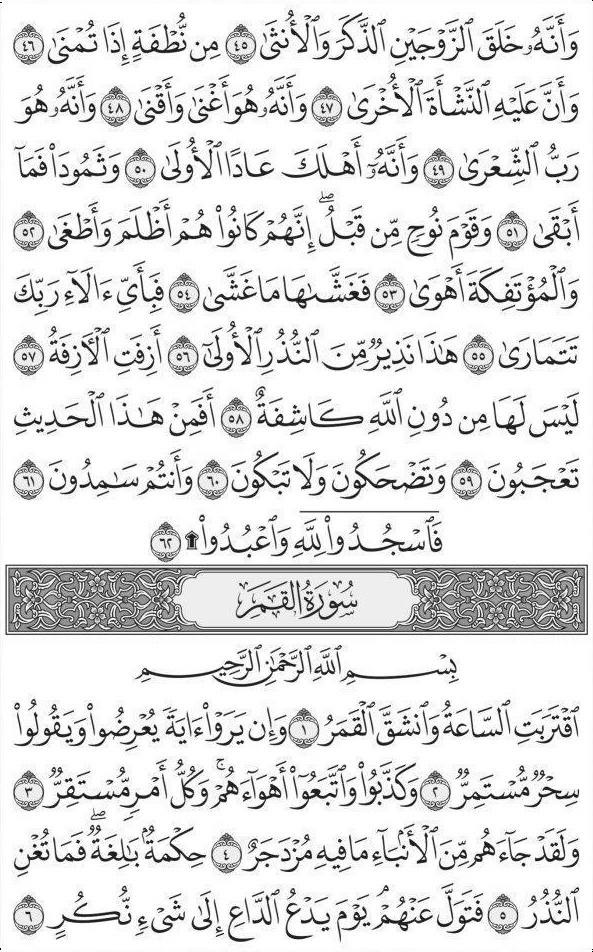 وَأَنَّهُۥ خَلَقَ ٱلزَّوْجَيْنِ ٱلذَّكَرَ وَٱلْأُنثَىٰ ٤٥ مِن نُّطْفَةٍ إِذَا تُمْنَىٰ ٤٦
وَأَنَّ عَلَيْهِ ٱلنَّشْأَةَ ٱلْأُخْرَىٰ ٤٧ وَأَنَّهُۥ هُوَ أَغْنَىٰ وَأَقْنَىٰ ٤٨ وَأَنَّهُۥ هُوَ
رَبُّ ٱلشِّعْرَىٰ ٤٩ وَأَنَّهُۥٓ أَهْلَكَ عَادًا ٱلْأُولَىٰ ٥٠ وَثَمُودَا۟ فَمَآ
أَبْقَىٰ ٥١ وَقَوْمَ نُوحٍ مِّن قَبْلُ ۖ إِنَّهُمْ كَانُوا۟ هُمْ أَظْلَمَ وَأَطْغَىٰ ٥٢
وَٱلْمُؤْتَفِكَةَ أَهْوَىٰ ٥٣ فَغَشَّىٰهَا مَا غَشَّىٰ ٥٤ فَبِأَىِّ ءَالَآءِ رَبِّكَ
تَتَمَارَىٰ ٥٥ هَٰذَا نَذِيرٌ مِّنَ ٱلنُّذُرِ ٱلْأُولَىٰٓ ٥٦ أَزِفَتِ ٱلْءَازِفَةُ ٥٧
لَيْسَ لَهَا مِن دُونِ ٱللَّهِ كَاشِفَةٌ ٥٨ أَفَمِنْ هَٰذَا ٱلْحَدِيثِ
تَعْجَبُونَ ٥٩ وَتَضْحَكُونَ وَلَا تَبْكُونَ ٦٠ وَأَنتُمْ سَٰمِدُونَ ٦١
فَٱسْجُدُوا۟ لِلَّهِ وَٱعْبُدُوا۟ ۩ ٦٢
سُورَةُ القَمَرِ
بِسْمِ ٱللَّهِ ٱلرَّحْمَٰنِ ٱلرَّحِيمِ
ٱقْتَرَبَتِ ٱلسَّاعَةُ وَٱنشَقَّ ٱلْقَمَرُ ١ وَإِن يَرَوْا۟ ءَايَةً يُعْرِضُوا۟ وَيَقُولُوا۟
سِحْرٌ مُّسْتَمِرٌّ ٢ وَكَذَّبُوا۟ وَٱتَّبَعُوٓا۟ أَهْوَآءَهُمْ ۚ وَكُلُّ أَمْرٍ مُّسْتَقِرٌّ ٣
وَلَقَدْ جَآءَهُم مِّنَ ٱلْأَنۢبَآءِ مَا فِيهِ مُزْدَجَرٌ ٤ حِكْمَةٌۢ بَٰلِغَةٌ ۖ فَمَا تُغْنِ
ٱلنُّذُرُ ٥ فَتَوَلَّ عَنْهُمْ ۘ يَوْمَ يَدْعُ ٱلدَّاعِ إِلَىٰ شَىْءٍ نُّكُرٍ ٦